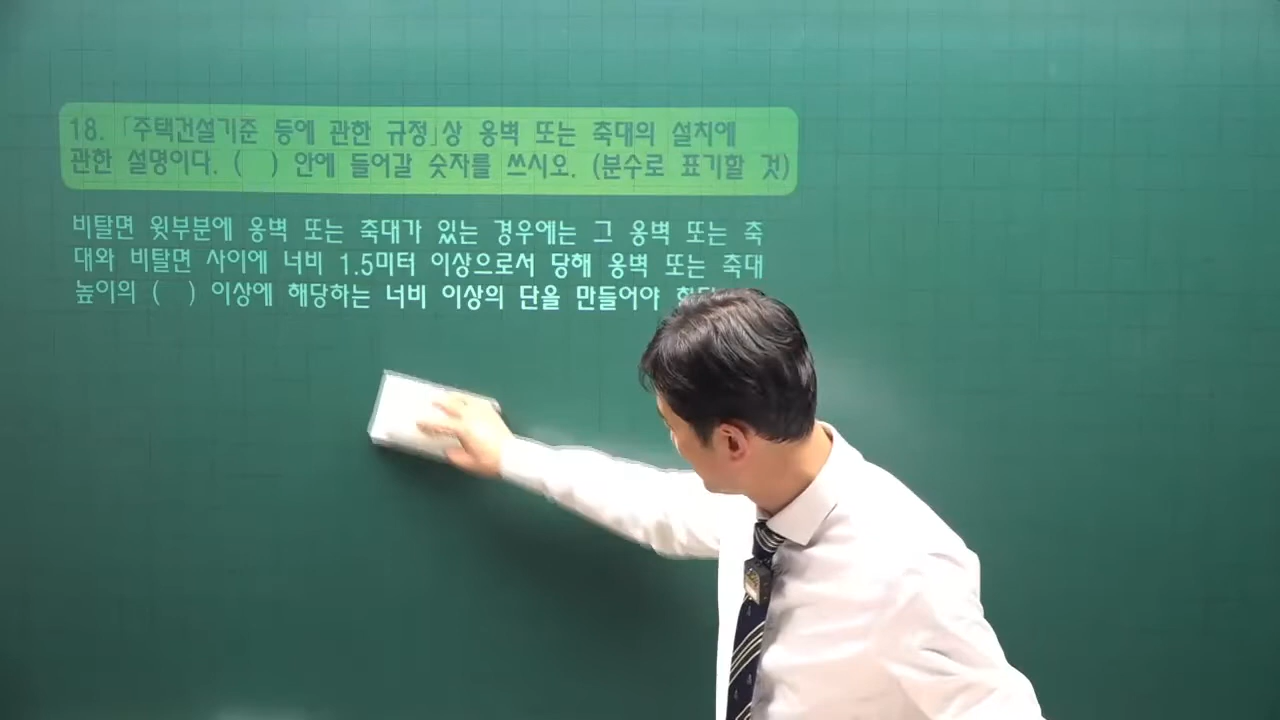 18. 「주택건설기준 등에 관한 규정」상 옹벽 또는 축대의 설치에
관한 설명이다. (   ) 안에 들어갈 숫자를 쓰시오. (분수로 표기할 것)
비탈면 윗부분에 옹벽 또는 축대가 있는 경우에는 그 옹벽 또는 축
대와 비탈면 사이에 너비 1.5미터 이상으로서 당해 옹벽 또는 축대
높이의 (   ) 이상에 해당하는 너비 이상의 단을 만들어야